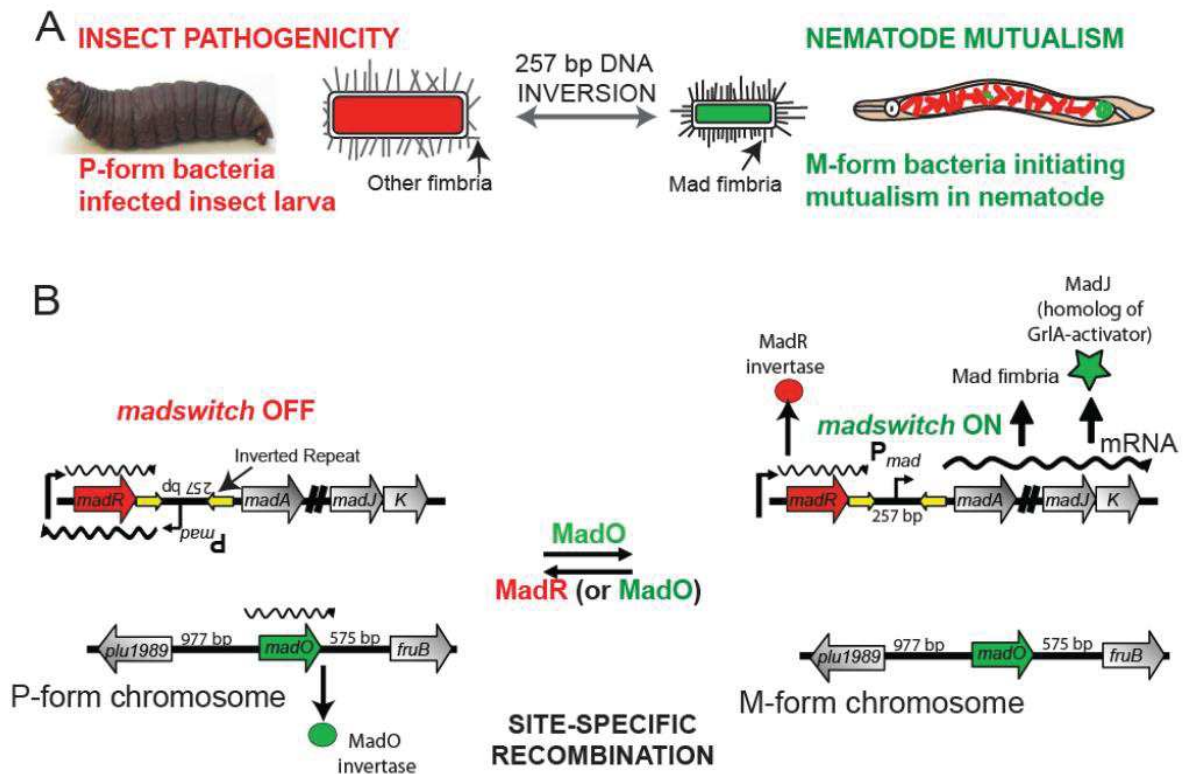 A
INSECT PATHOGENICITY
P-form bacteria
infected insect larva
Other fimbria
257 bp DNA
INVERSION
Mad fimbria
NEMATODE MUTUALISM
M-form bacteria initiating
mutualism in nematode
B
madswitch OFF
Inverted Repeat
madR
257 bp
madA
madJ
K
Pmad
plu1989
977 bp
madO
575 bp
fruB
P-form chromosome
MadO
invertase
MadO
MadR (or MadO)
SITE-SPECIFIC
RECOMBINATION
MadR
invertase
MadJ
(homolog of
GrlA-activator)
Mad fimbria
madswitch ON
mRNA
Pmad
madR
257 bp
madA
madJ
K
plu1989
977 bp
madO
575 bp
fruB
M-form chromosome